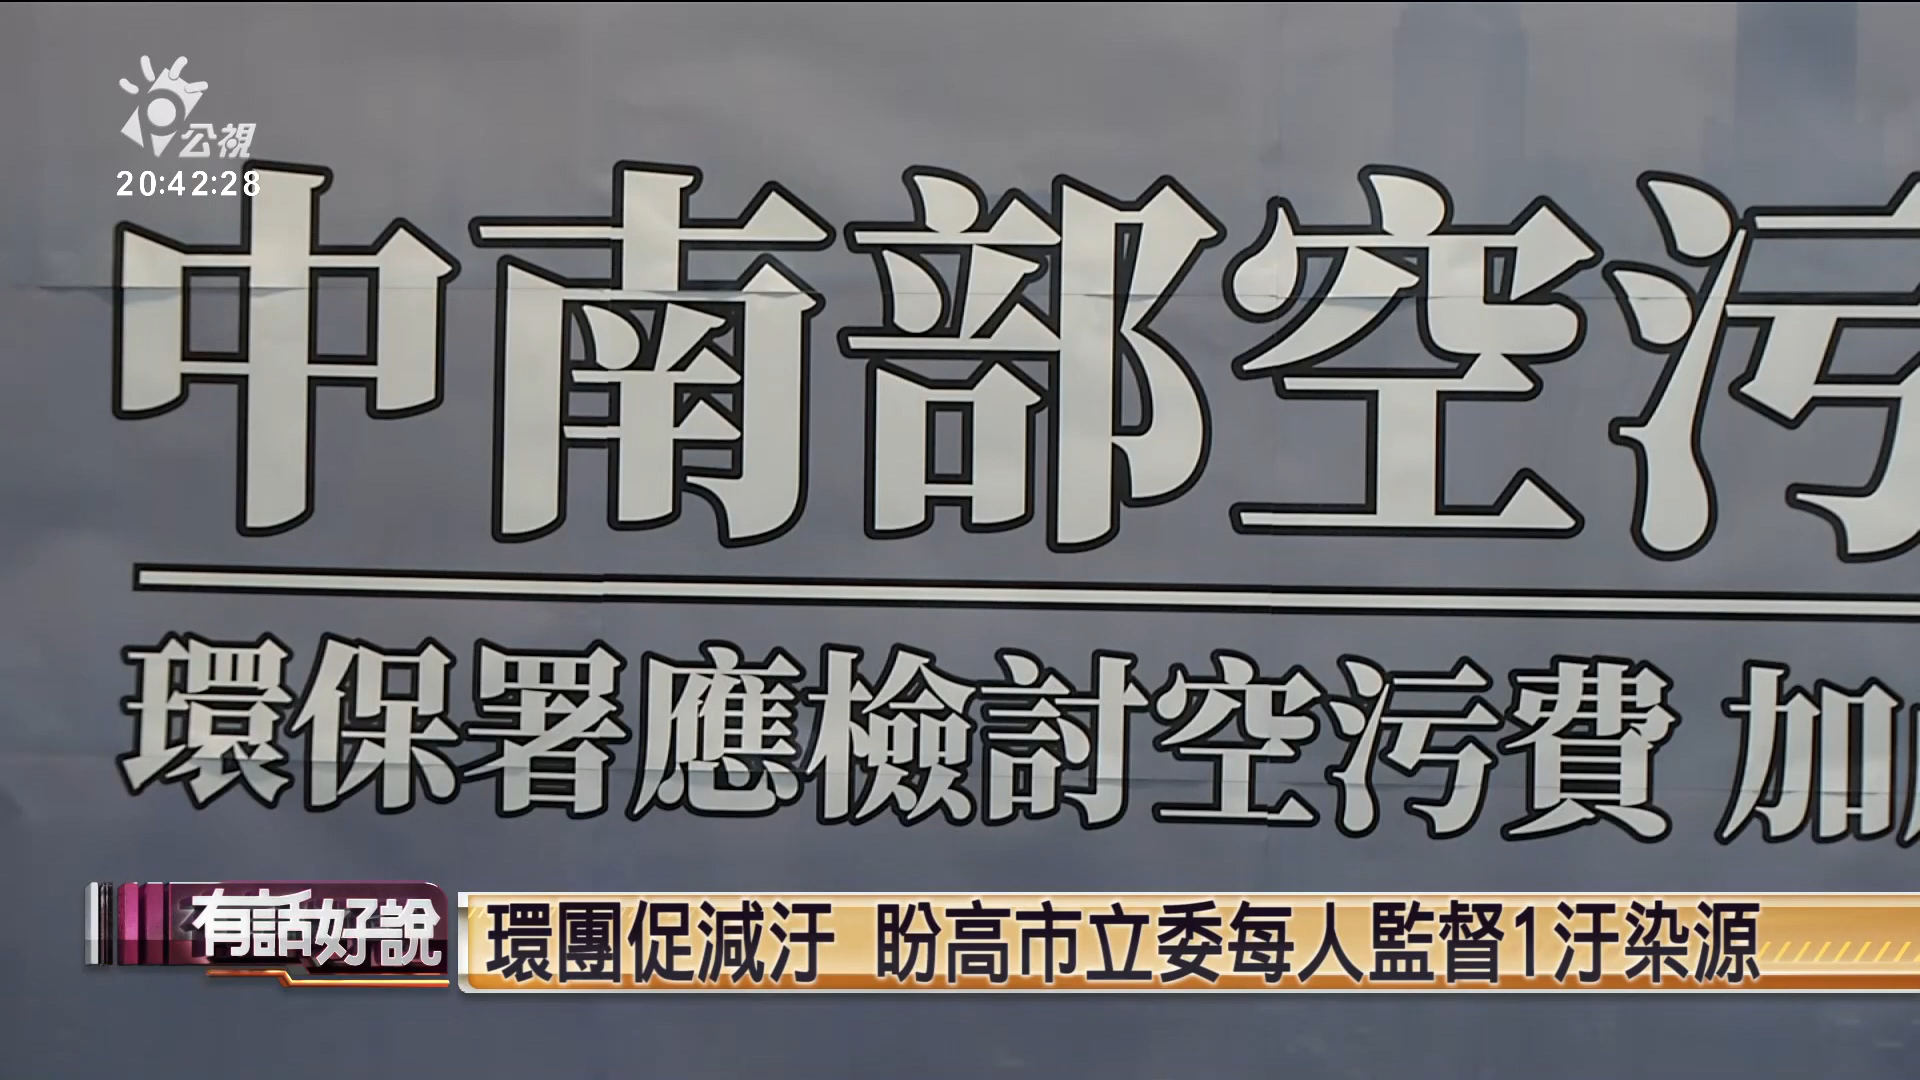 公視
20:42:28
中南部空污
環保署應檢討空污費 加
有話好說
環團促減汙 盼高市立委每人監督1汙染源